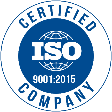 CERTIFIED
ISO
9001:2015
COMPANY